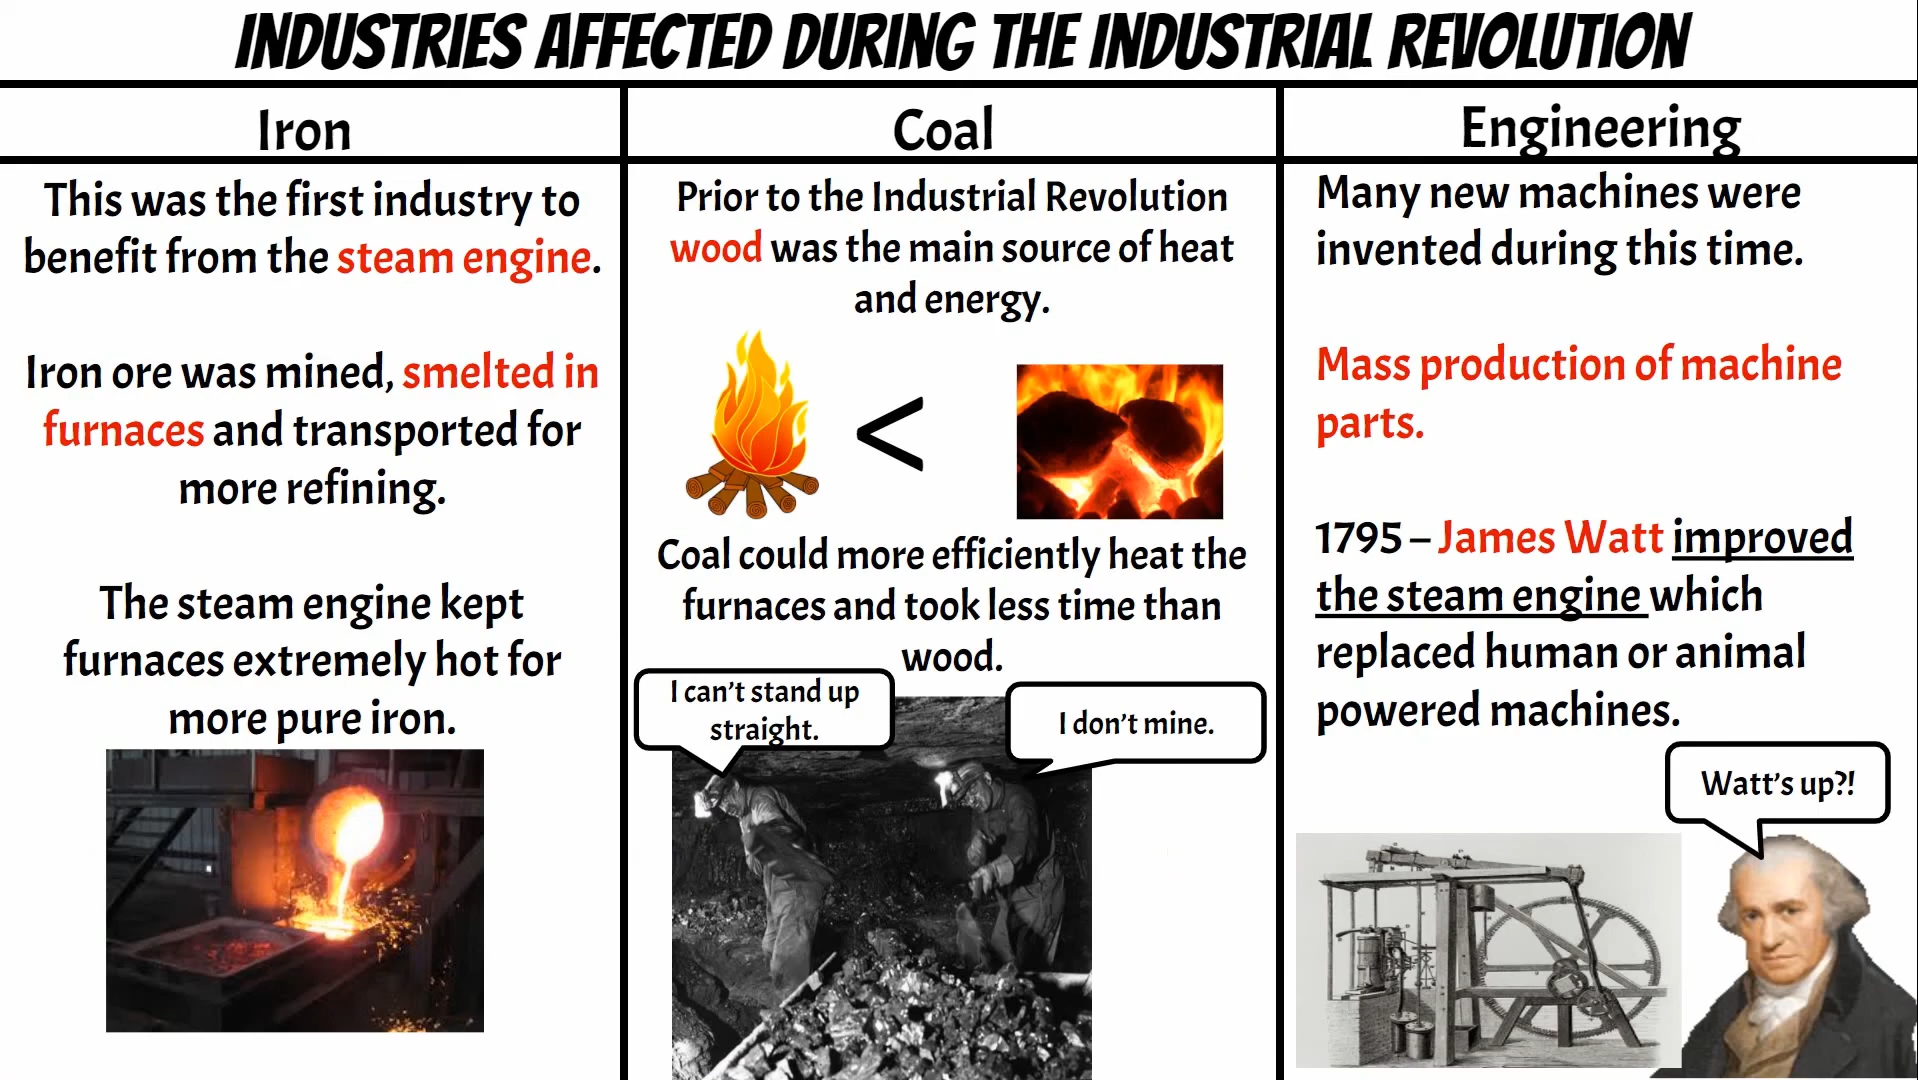 INDUSTRIES AFFECTED DURING THE INDUSTRIAL REVOLUTION
Iron
This was the first industry to
benefit from the steam engine.
Iron ore was mined, smelted in
furnaces and transported for
more refining.
The steam engine kept
furnaces extremely hot for
more pure iron.
Coal
Prior to the Industrial Revolution
wood was the main source of heat
and energy.
<
Coal could more efficiently heat the
furnaces and took less time than
wood.
I can't stand up
straight.
I don't mine.
Engineering
Many new machines were
invented during this time.
Mass production of machine
parts.
1795 – James Watt improved
the steam engine which
replaced human or animal
powered machines.
Watt's up?!